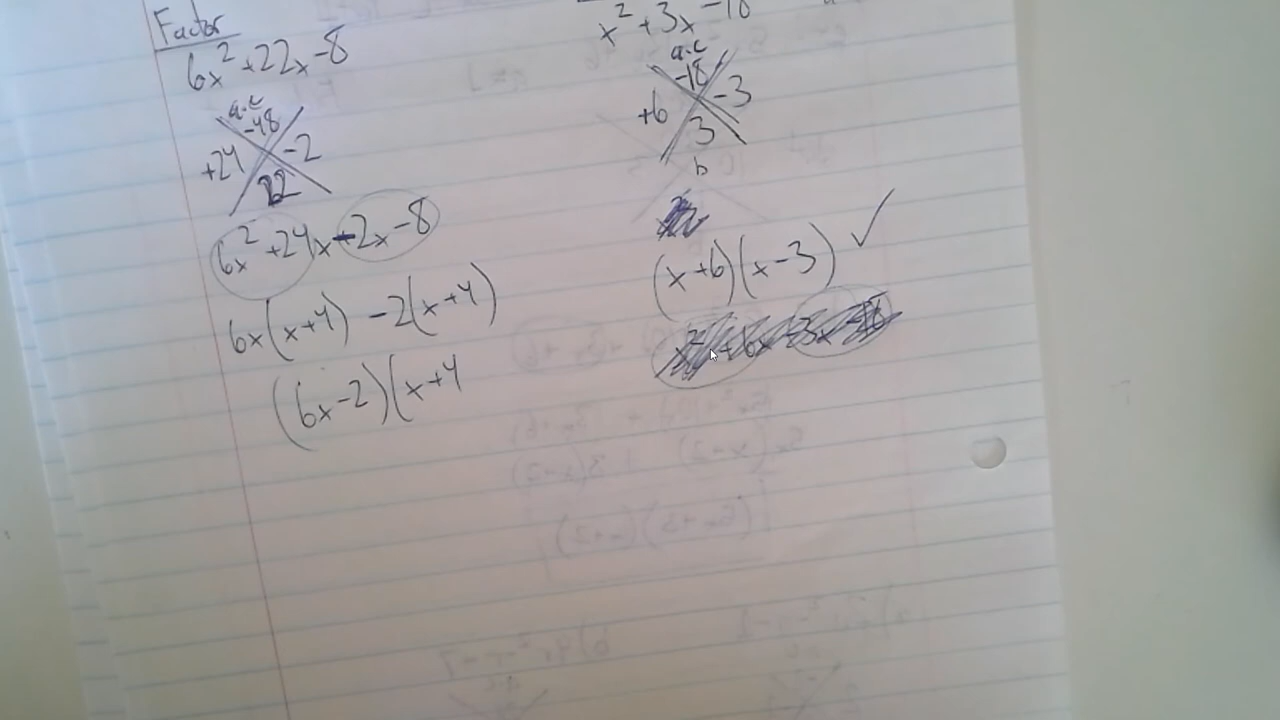 Factor
6x² + 22x - 8
a·c
-48
+24 -2
22
6x² + 24x - 2x - 8
6x(x+4) - 2(x+4)
(6x-2)(x+4
x² + 3x - 18
a·c
-18
+6 -3
3
b
(x+6)(x-3) ✓